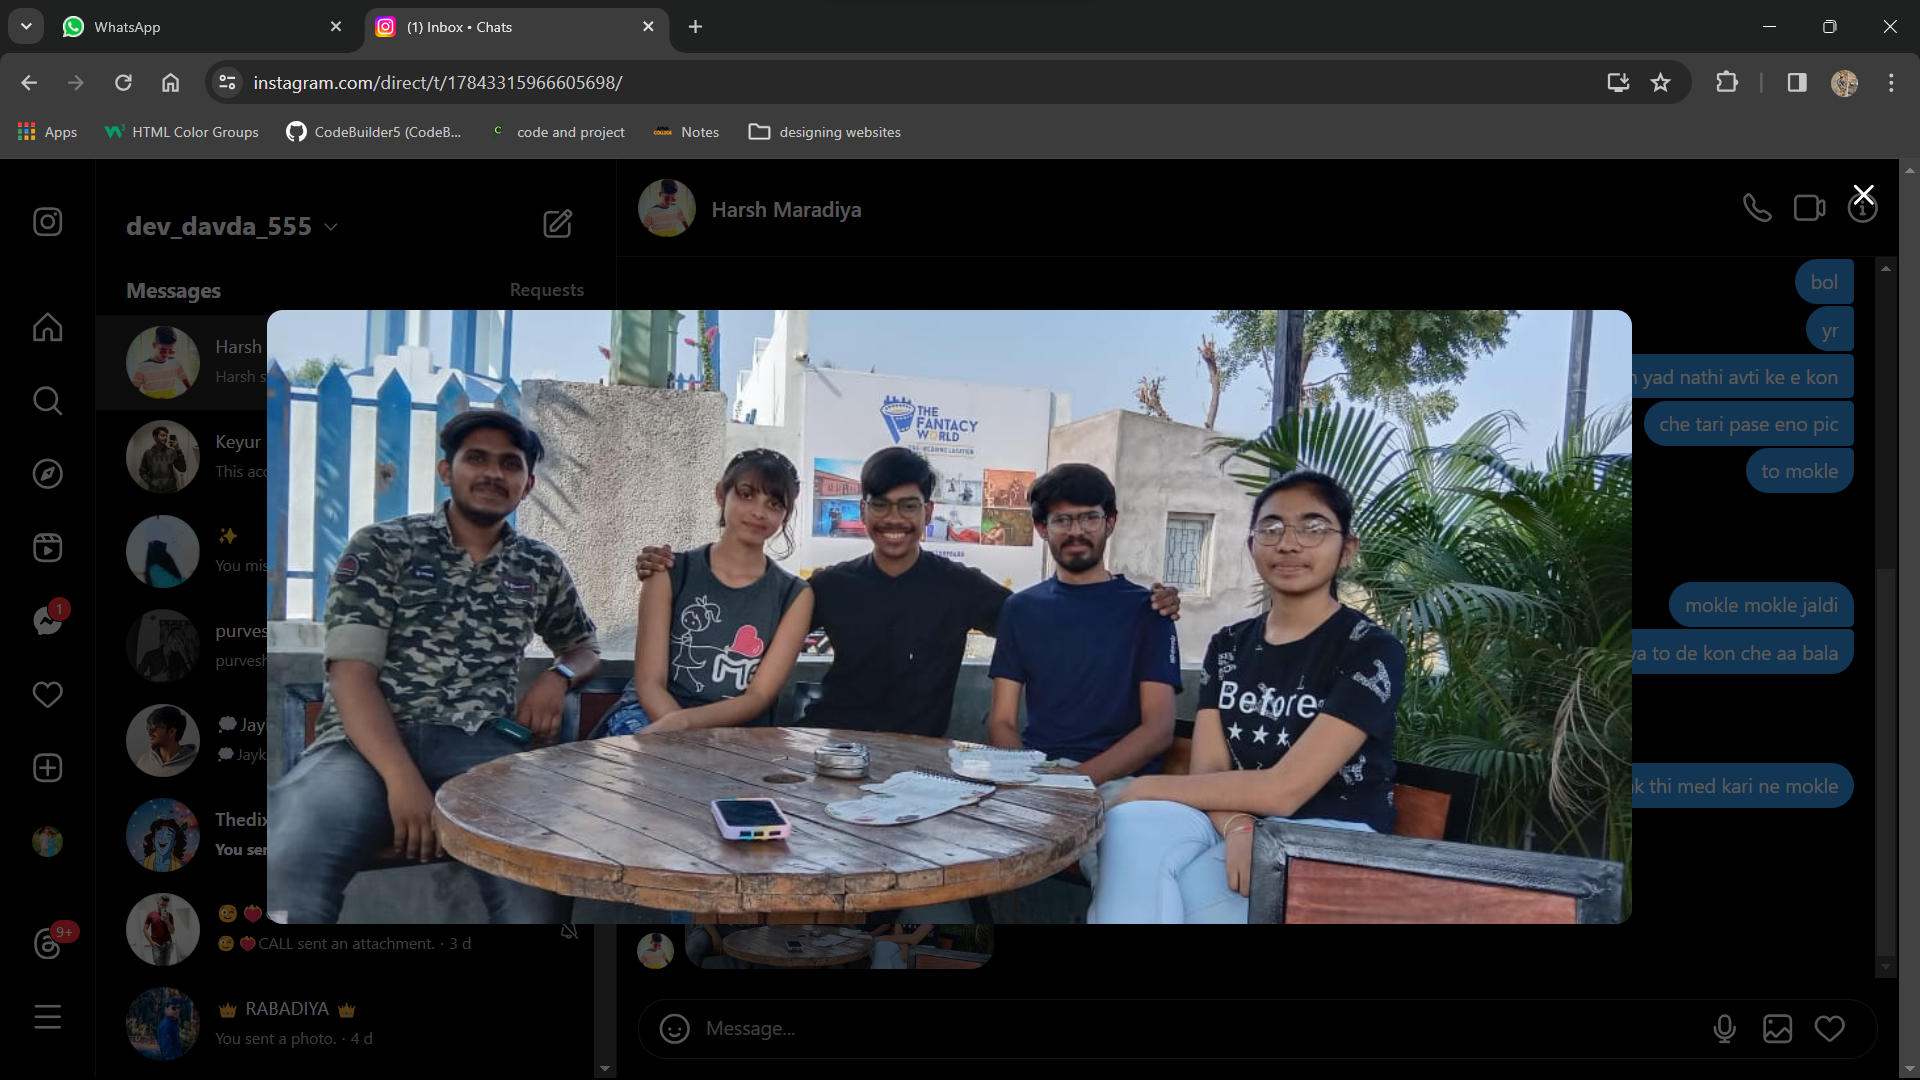 WhatsApp
(1) Inbox • Chats
instagram.com/direct/t/17843315966605698/
Apps
HTML Color Groups
CodeBuilder5 (CodeB...
code and project
Notes
designing websites
dev_davda_555
Messages
Requests
Harsh
Harsh s
Keyur
This acc
✨
You mis
purves
purvesh
💭Jay
💭Jayk
Thedix
You sen
😉❤️CALL sent an attachment. · 3 d
👑 RABADIYA 👑
You sent a photo. · 4 d
1
9+
Harsh Maradiya
bol
yr
yad nathi avti ke e kon
che tari pase eno pic
to mokle
mokle mokle jaldi
to de kon che aa bala
thi med kari ne mokle
THE
FANTACY
WORLD
Before
Message...